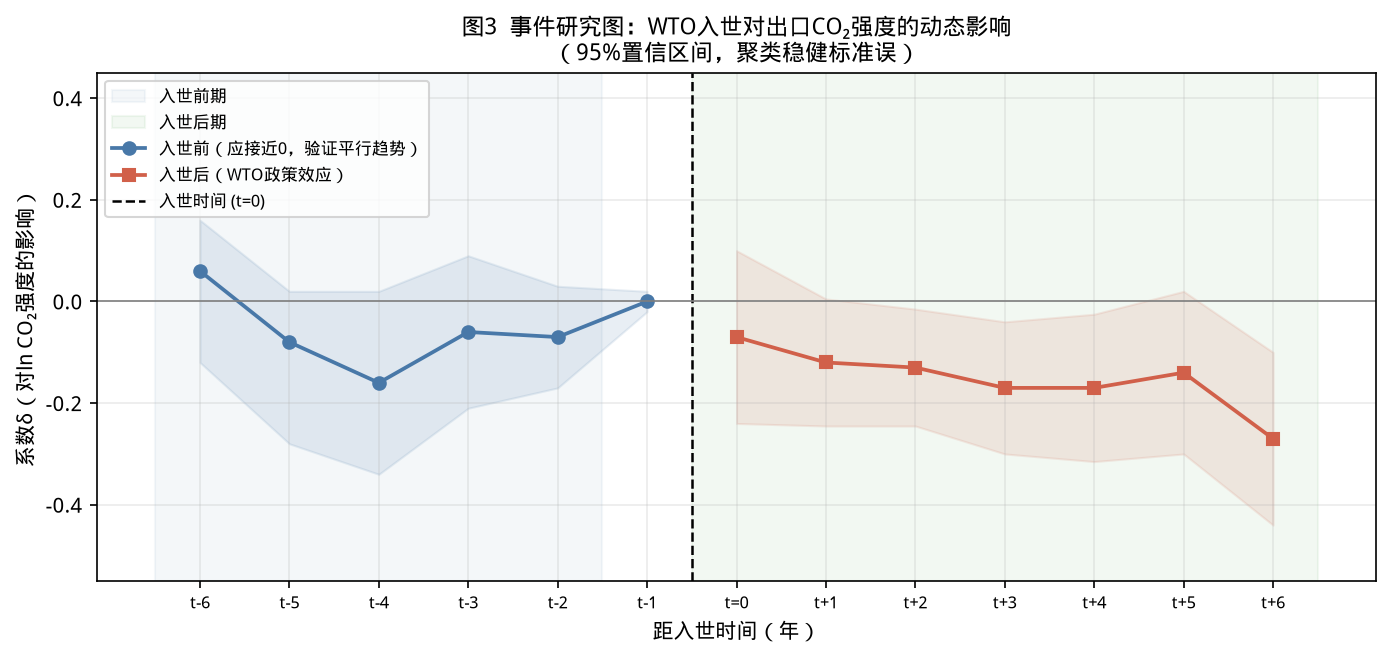 图3  事件研究图：WTO入世对出口CO₂强度的动态影响
（95%置信区间，聚类稳健标准误）
入世前期
入世后期
入世前（应接近0，验证平行趋势）
入世后（WTO政策效应）
入世时间 (t=0)
系数δ（对ln CO₂强度的影响）
0.4
0.2
0.0
-0.2
-0.4
t-6 t-5 t-4 t-3 t-2 t-1 t=0 t+1 t+2 t+3 t+4 t+5 t+6
距入世时间（年）